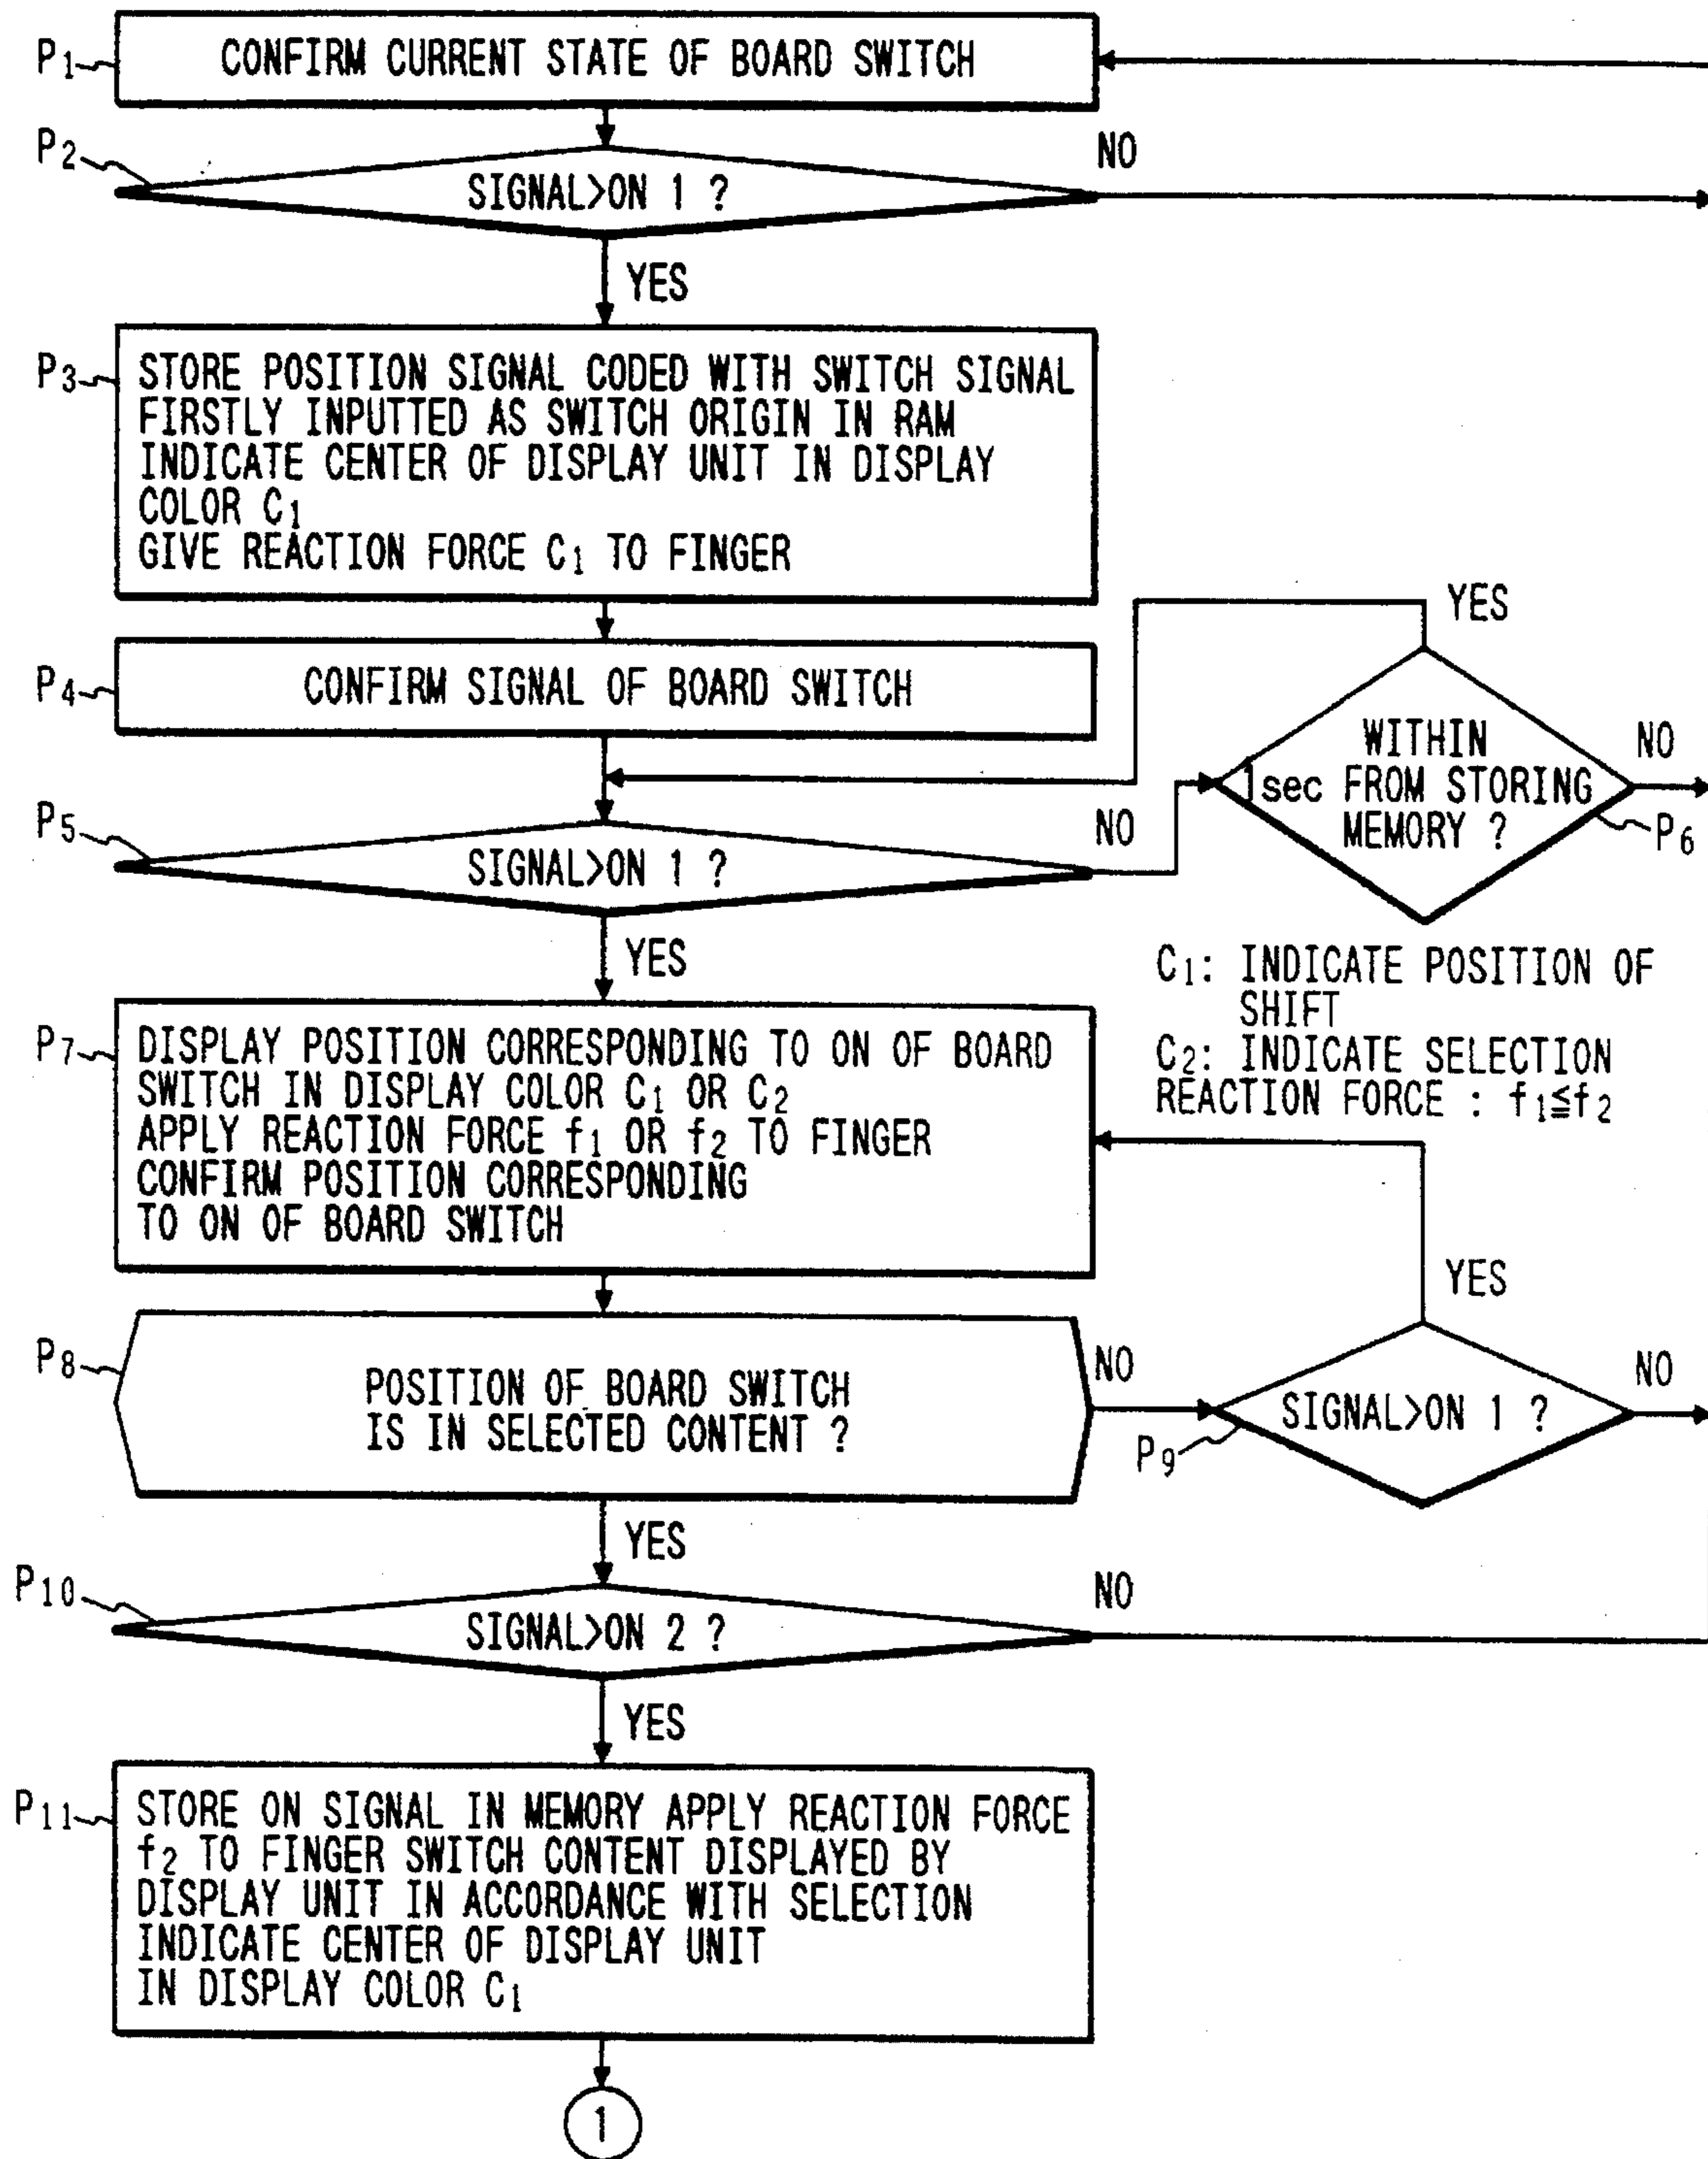 P1
CONFIRM CURRENT STATE OF BOARD SWITCH
P2
SIGNAL>ON 1 ?
NO
YES
P3
STORE POSITION SIGNAL CODED WITH SWITCH SIGNAL
FIRSTLY INPUTTED AS SWITCH ORIGIN IN RAM
INDICATE CENTER OF DISPLAY UNIT IN DISPLAY
COLOR C1
GIVE REACTION FORCE C1 TO FINGER
P4
CONFIRM SIGNAL OF BOARD SWITCH
YES
WITHIN
1sec FROM STORING
MEMORY ?
NO
P6
P5
SIGNAL>ON 1 ?
NO
YES
C1: INDICATE POSITION OF
SHIFT
C2: INDICATE SELECTION
REACTION FORCE : f1≦f2
P7
DISPLAY POSITION CORRESPONDING TO ON OF BOARD
SWITCH IN DISPLAY COLOR C1 OR C2
APPLY REACTION FORCE f1 OR f2 TO FINGER
CONFIRM POSITION CORRESPONDING
TO ON OF BOARD SWITCH
P8
POSITION OF BOARD SWITCH
IS IN SELECTED CONTENT ?
NO
YES
YES
SIGNAL>ON 1 ?
NO
P9
P10
SIGNAL>ON 2 ?
NO
YES
P11
STORE ON SIGNAL IN MEMORY APPLY REACTION FORCE
f2 TO FINGER SWITCH CONTENT DISPLAYED BY
DISPLAY UNIT IN ACCORDANCE WITH SELECTION
INDICATE CENTER OF DISPLAY UNIT
IN DISPLAY COLOR C1
1